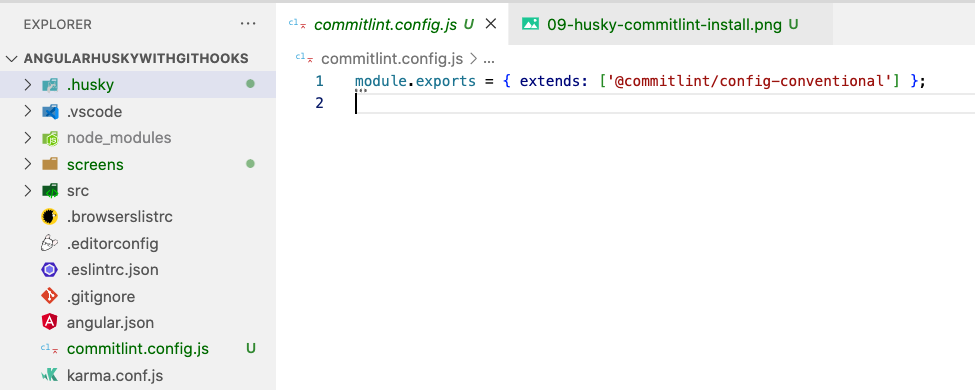 EXPLORER ...
ANGULARHUSKYWITHGITHOOKS
.husky
.vscode
node_modules
screens
src
.browserslistrc
.editorconfig
.eslintrc.json
.gitignore
angular.json
commitlint.config.js U
karma.conf.js
commitlint.config.js U
09-husky-commitlint-install.png U
commitlint.config.js > ...
1 module.exports = { extends: ['@commitlint/config-conventional'] };
2